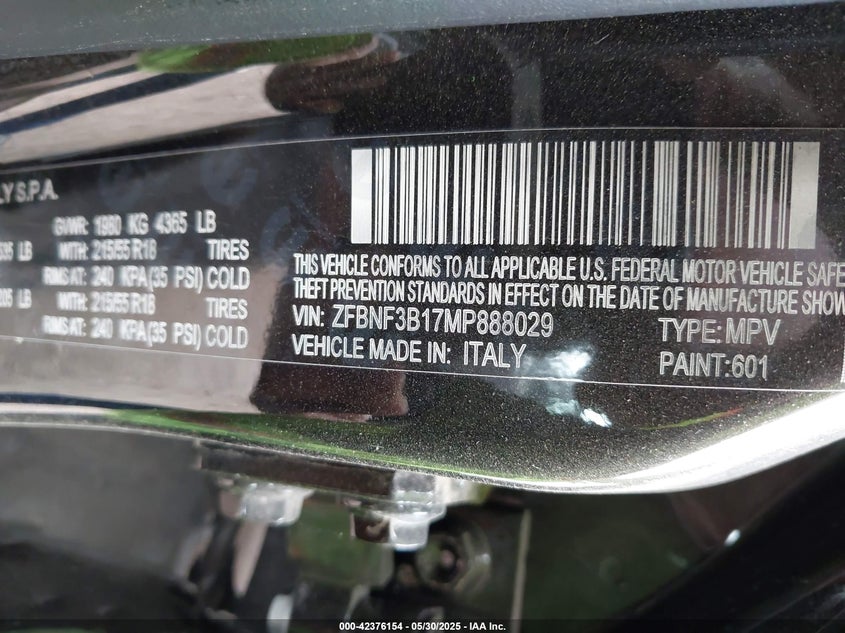 LY S.P.A.
GVWR: 1980 KG 4365 LB
LB WITH: 215/55 R18 TIRES
RIMS AT: 240 KPA(35 PSI) COLD
LB WITH: 215/55 R18 TIRES
RIMS AT: 240 KPA(35 PSI) COLD
THIS VEHICLE CONFORMS TO ALL APPLICABLE U.S. FEDERAL MOTOR VEHICLE SAFE
THEFT PREVENTION STANDARDS IN EFFECT ON THE DATE OF MANUFACTURE SHOW
VIN: ZFBNF3B17MP888029 TYPE: MPV
VEHICLE MADE IN: ITALY PAINT:601
000-42376154 - 05/30/2025 - IAA Inc.